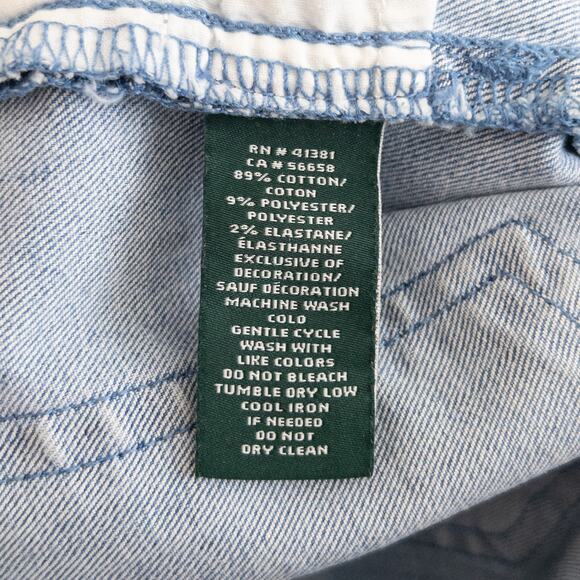 RN # 41381
CA # 56658
89% COTTON/
COTON
9% POLYESTER/
POLYESTER
2% ELASTANE/
ÉLASTHANNE
EXCLUSIVE OF
DECORATION/
SAUF DÉCORATION
MACHINE WASH
COLD
GENTLE CYCLE
WASH WITH
LIKE COLORS
DO NOT BLEACH
TUMBLE DRY LOW
COOL IRON
IF NEEDED
DO NOT
DRY CLEAN